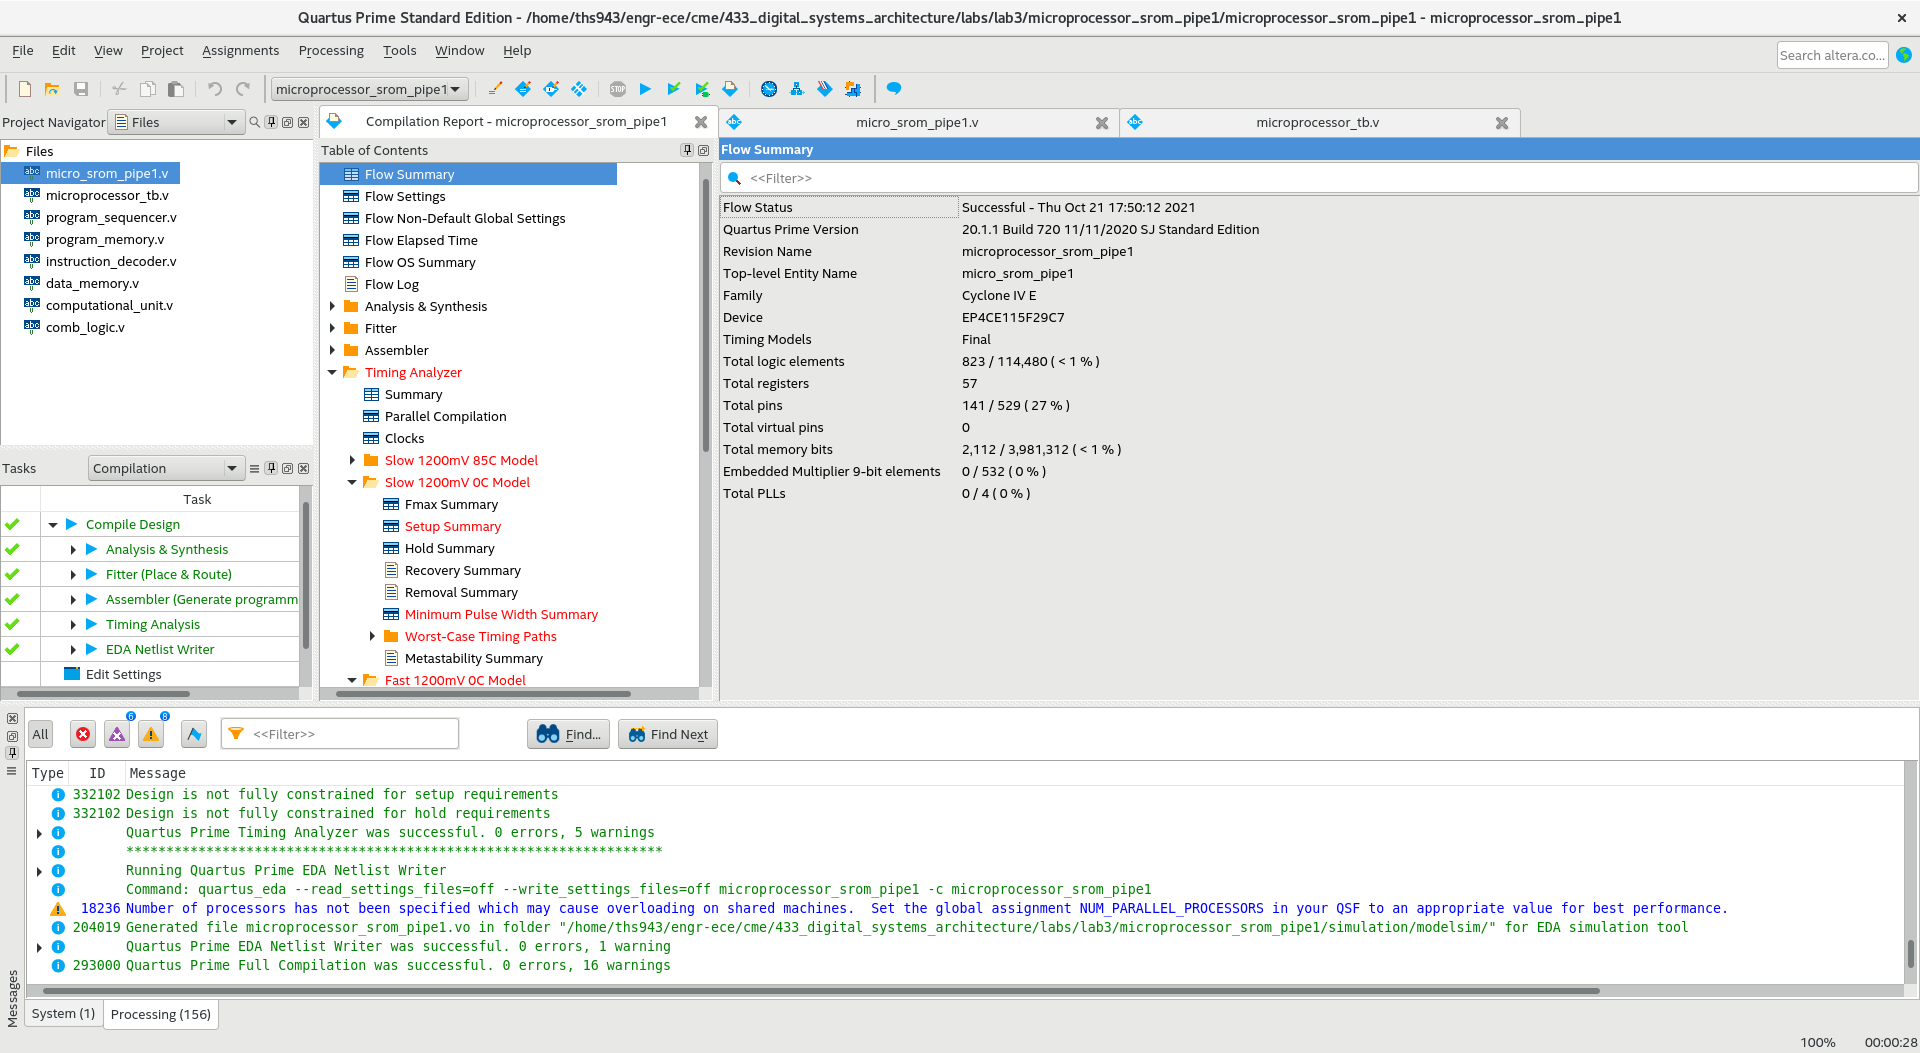 Quartus Prime Standard Edition - /home/ths943/engr-ece/cme/433_digital_systems_architecture/labs/lab3/microprocessor_srom_pipe1/microprocessor_srom_pipe1 - microprocessor_srom_pipe1
File Edit View Project Assignments Processing Tools Window Help
Search altera.co...
microprocessor_srom_pipe1
Project Navigator Files
Files
micro_srom_pipe1.v
microprocessor_tb.v
program_sequencer.v
program_memory.v
instruction_decoder.v
data_memory.v
computational_unit.v
comb_logic.v
Tasks Compilation
Task
Compile Design
Analysis & Synthesis
Fitter (Place & Route)
Assembler (Generate programm
Timing Analysis
EDA Netlist Writer
Edit Settings
Compilation Report - microprocessor_srom_pipe1
micro_srom_pipe1.v
microprocessor_tb.v
Table of Contents
Flow Summary
Flow Settings
Flow Non-Default Global Settings
Flow Elapsed Time
Flow OS Summary
Flow Log
Analysis & Synthesis
Fitter
Assembler
Timing Analyzer
Summary
Parallel Compilation
Clocks
Slow 1200mV 85C Model
Slow 1200mV 0C Model
Fmax Summary
Setup Summary
Hold Summary
Recovery Summary
Removal Summary
Minimum Pulse Width Summary
Worst-Case Timing Paths
Metastability Summary
Fast 1200mV 0C Model
Flow Summary
<<Filter>>
Flow Status Successful - Thu Oct 21 17:50:12 2021
Quartus Prime Version 20.1.1 Build 720 11/11/2020 SJ Standard Edition
Revision Name microprocessor_srom_pipe1
Top-level Entity Name micro_srom_pipe1
Family Cyclone IV E
Device EP4CE115F29C7
Timing Models Final
Total logic elements 823 / 114,480 ( < 1 % )
Total registers 57
Total pins 141 / 529 ( 27 % )
Total virtual pins 0
Total memory bits 2,112 / 3,981,312 ( < 1 % )
Embedded Multiplier 9-bit elements 0 / 532 ( 0 % )
Total PLLs 0 / 4 ( 0 % )
All 6 8 <<Filter>> Find... Find Next
Type ID Message
332102 Design is not fully constrained for setup requirements
332102 Design is not fully constrained for hold requirements
Quartus Prime Timing Analyzer was successful. 0 errors, 5 warnings
*******************************************************************
Running Quartus Prime EDA Netlist Writer
Command: quartus_eda --read_settings_files=off --write_settings_files=off microprocessor_srom_pipe1 -c microprocessor_srom_pipe1
18236 Number of processors has not been specified which may cause overloading on shared machines.  Set the global assignment NUM_PARALLEL_PROCESSORS in your QSF to an appropriate value for best performance.
204019 Generated file microprocessor_srom_pipe1.vo in folder "/home/ths943/engr-ece/cme/433_digital_systems_architecture/labs/lab3/microprocessor_srom_pipe1/simulation/modelsim/" for EDA simulation tool
Quartus Prime EDA Netlist Writer was successful. 0 errors, 1 warning
293000 Quartus Prime Full Compilation was successful. 0 errors, 16 warnings
Messages
System (1) Processing (156)
100% 00:00:28